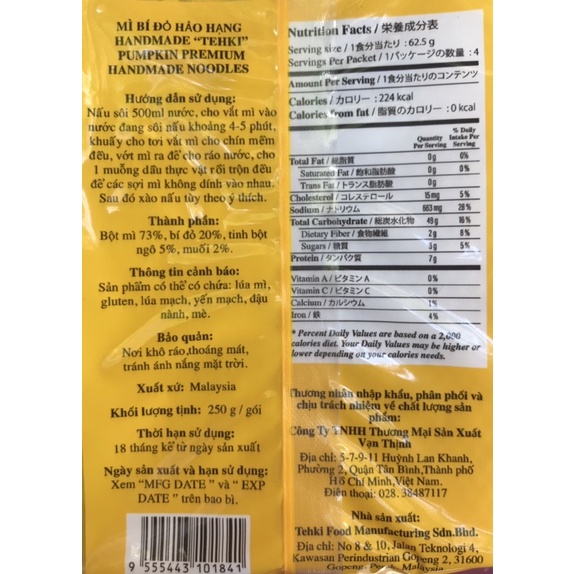 MÌ BÍ ĐỎ HẢO HẠNG
HANDMADE "TEHKI"
PUMPKIN PREMIUM
HANDMADE NOODLES
Hướng dẫn sử dụng:
Nấu sôi 500ml nước, cho vắt mì vào
nước đang sôi nấu khoảng 4-5 phút,
khuấy cho tơi vắt mì cho chín mềm
đều, vớt mì ra để cho ráo nước, cho
1 muỗng dầu thực vật rồi trộn đều
để các sợi mì không dính vào nhau.
Sau đó xào nấu tùy theo ý thích.
Thành phần:
Bột mì 73%, bí đỏ 20%, tinh bột
ngô 5%, muối 2%.
Thông tin cảnh báo:
Sản phẩm có thể có chứa: lúa mì,
gluten, lúa mạch, yến mạch, đậu
nành, mè.
Bảo quản:
Nơi khô ráo,thoáng mát,
tránh ánh nắng mặt trời.
Xuất xứ: Malaysia
Khối lượng tịnh: 250 g / gói
Thời hạn sử dụng:
18 tháng kể từ ngày sản xuất
Ngày sản xuất và hạn sử dụng:
Xem "MFG DATE " và " EXP
DATE " trên bao bì.
9 555443 101841
Nutrition Facts / 栄養成分表
Serving size / 1食分当たり : 62.5 g
Servings Per Packet / 1パッケージの数量 : 4
Amount Per Serving / 1食分当たりのコンテンツ
Calories / カロリー : 224 kcal
Calories from fat / 脂質のカロリー : 0 kcal
Quantity Per Serving % Daily Intake Per Serving
Total Fat / 総脂質 0g 0%
Saturated Fat / 飽和脂肪酸 0g 0%
Trans Fat / トランス脂肪酸 0g
Cholesterol / コレステロール 15mg 5%
Sodium / ナトリウム 663mg 28%
Total Carbohydrate / 総炭水化物 49g 16%
Dietary Fiber / 食物繊維 2g 8%
Sugars / 糖質 3g 5%
Protein / タンパク質 7g
Vitamin A / ビタミン A 0%
Vitamin C / ビタミン C 0%
Calcium / カルシウム 1%
Iron / 鉄 4%
* Percent Daily Values are based on a 2,000
calories diet. Your Daily Values may be higher or
lower depending on your calories needs.
Thương nhân nhập khẩu, phân phối và
chịu trách nhiệm về chất lượng sản
phẩm:
Công Ty TNHH Thương Mại Sản Xuất
Vạn Thịnh
Địa chỉ: 5-7-9-11 Huỳnh Lan Khanh,
Phường 2, Quận Tân Bình,Thành phố
Hồ Chí Minh,Việt Nam.
Điện thoại: 028. 38487117
Nhà sản xuất:
Tehki Food Manufacturing Sdn.Bhd.
Địa chỉ: No 8 & 10, Jalan Teknologi 4,
Kawasan Perindustrian Gopeng 2, 31600
Gopeng, Perak, Malaysia